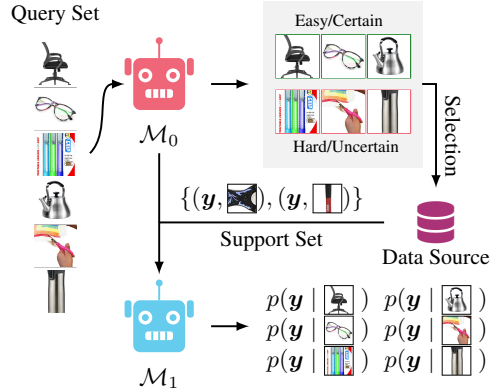 Query Set
Easy/Certain
Hard/Uncertain
Selection
M₀
{(y, ), (y, )}
Support Set
Data Source
M₁
p(y | ) p(y | )
p(y | ) p(y | )
p(y | ) p(y | )